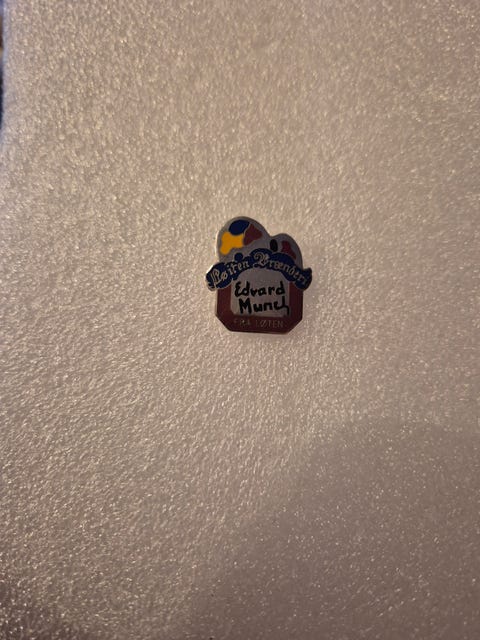 Løiten Brænderi
Edvard
Munch
FRA LØTEN